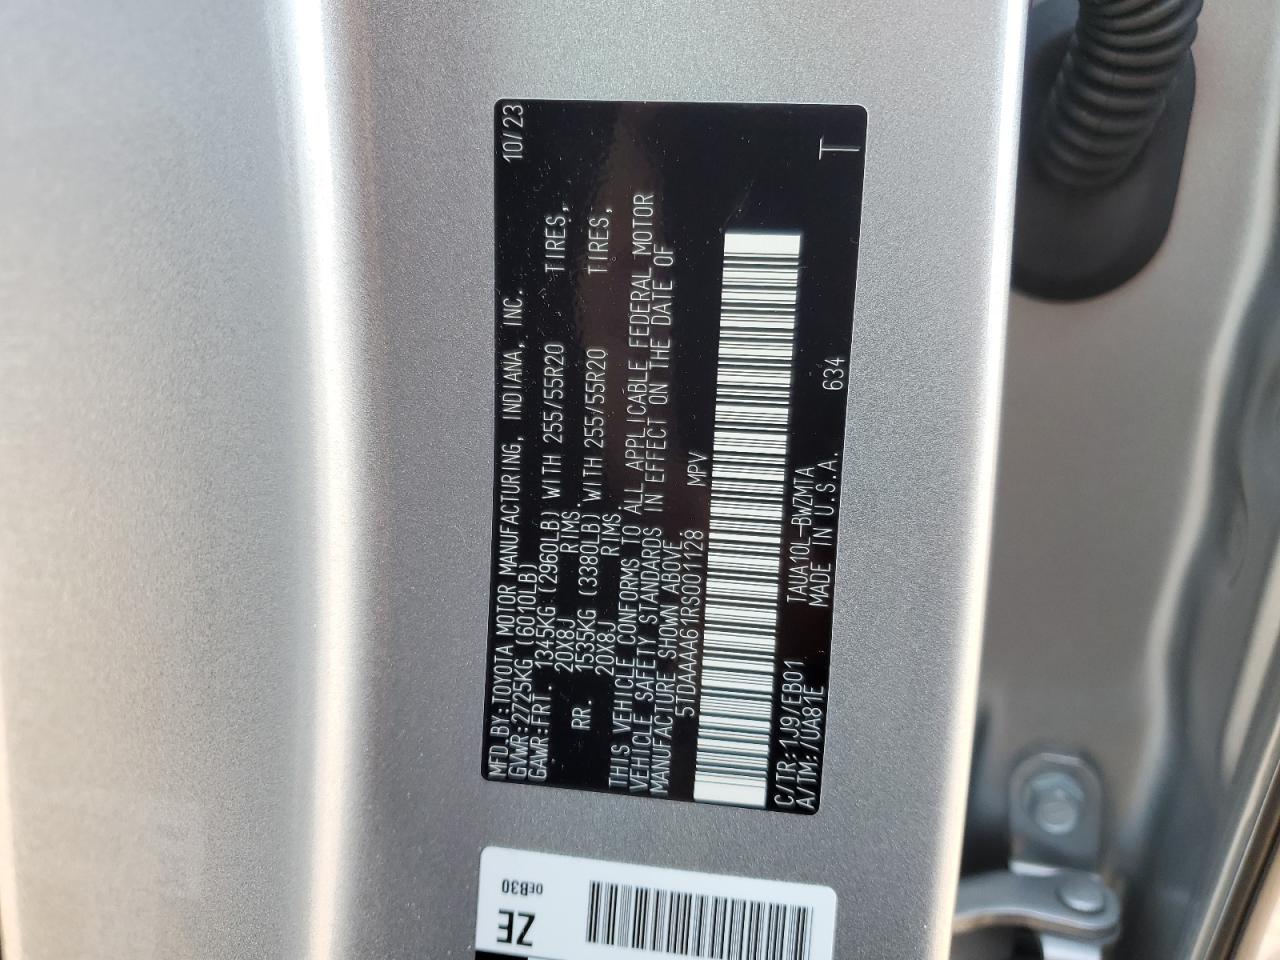 MFD.BY:TOYOTA MOTOR MANUFACTURING, INDIANA, INC. 10/23
GVWR:2725KG (6010LB)
GAWR:FRT. 1345KG (2960LB) WITH 255/55R20 TIRES,
20X8J RIMS.
RR. 1535KG (3380LB) WITH 255/55R20 TIRES,
20X8J RIMS.
THIS VEHICLE CONFORMS TO ALL APPLICABLE FEDERAL MOTOR
VEHICLE SAFETY STANDARDS IN EFFECT ON THE DATE OF
MANUFACTURE SHOWN ABOVE.
5TDAAAA61RS001128 MPV
C/TR:1J9/EB01 TAUA10L-BWZMTA
A/TM:/UA81E MADE IN U.S.A. 634 T
0EB30
ZE